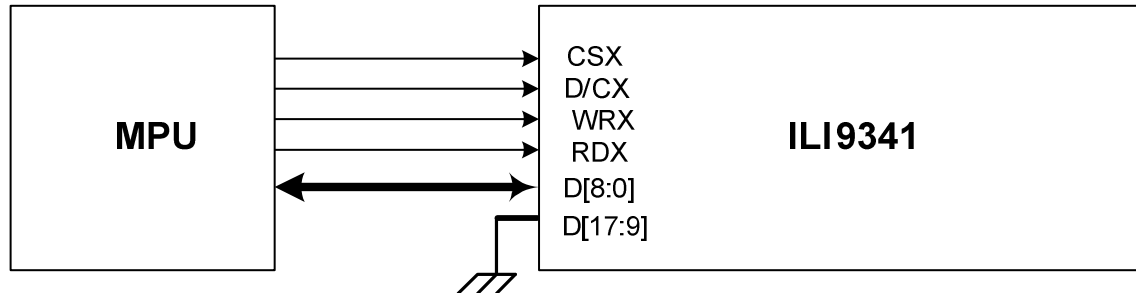 MPU
CSX
D/CX
WRX
RDX
D[8:0]
D[17:9]
ILI9341